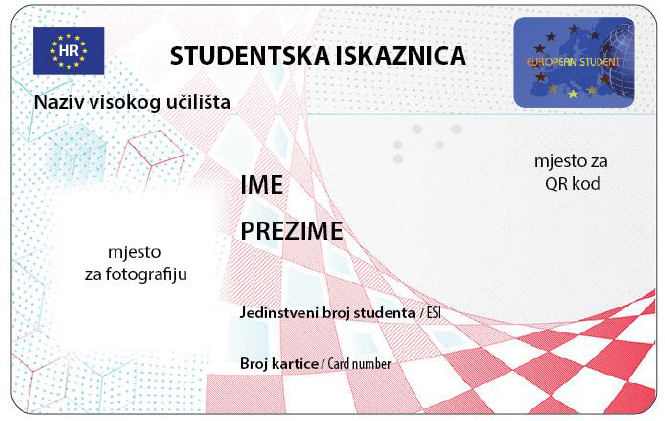 HR
STUDENTSKA ISKAZNICA
EUROPEAN STUDENT
Naziv visokog učilišta
mjesto za
QR kod
IME
PREZIME
mjesto
za fotografiju
Jedinstveni broj studenta / ESI
Broj kartice / Card number